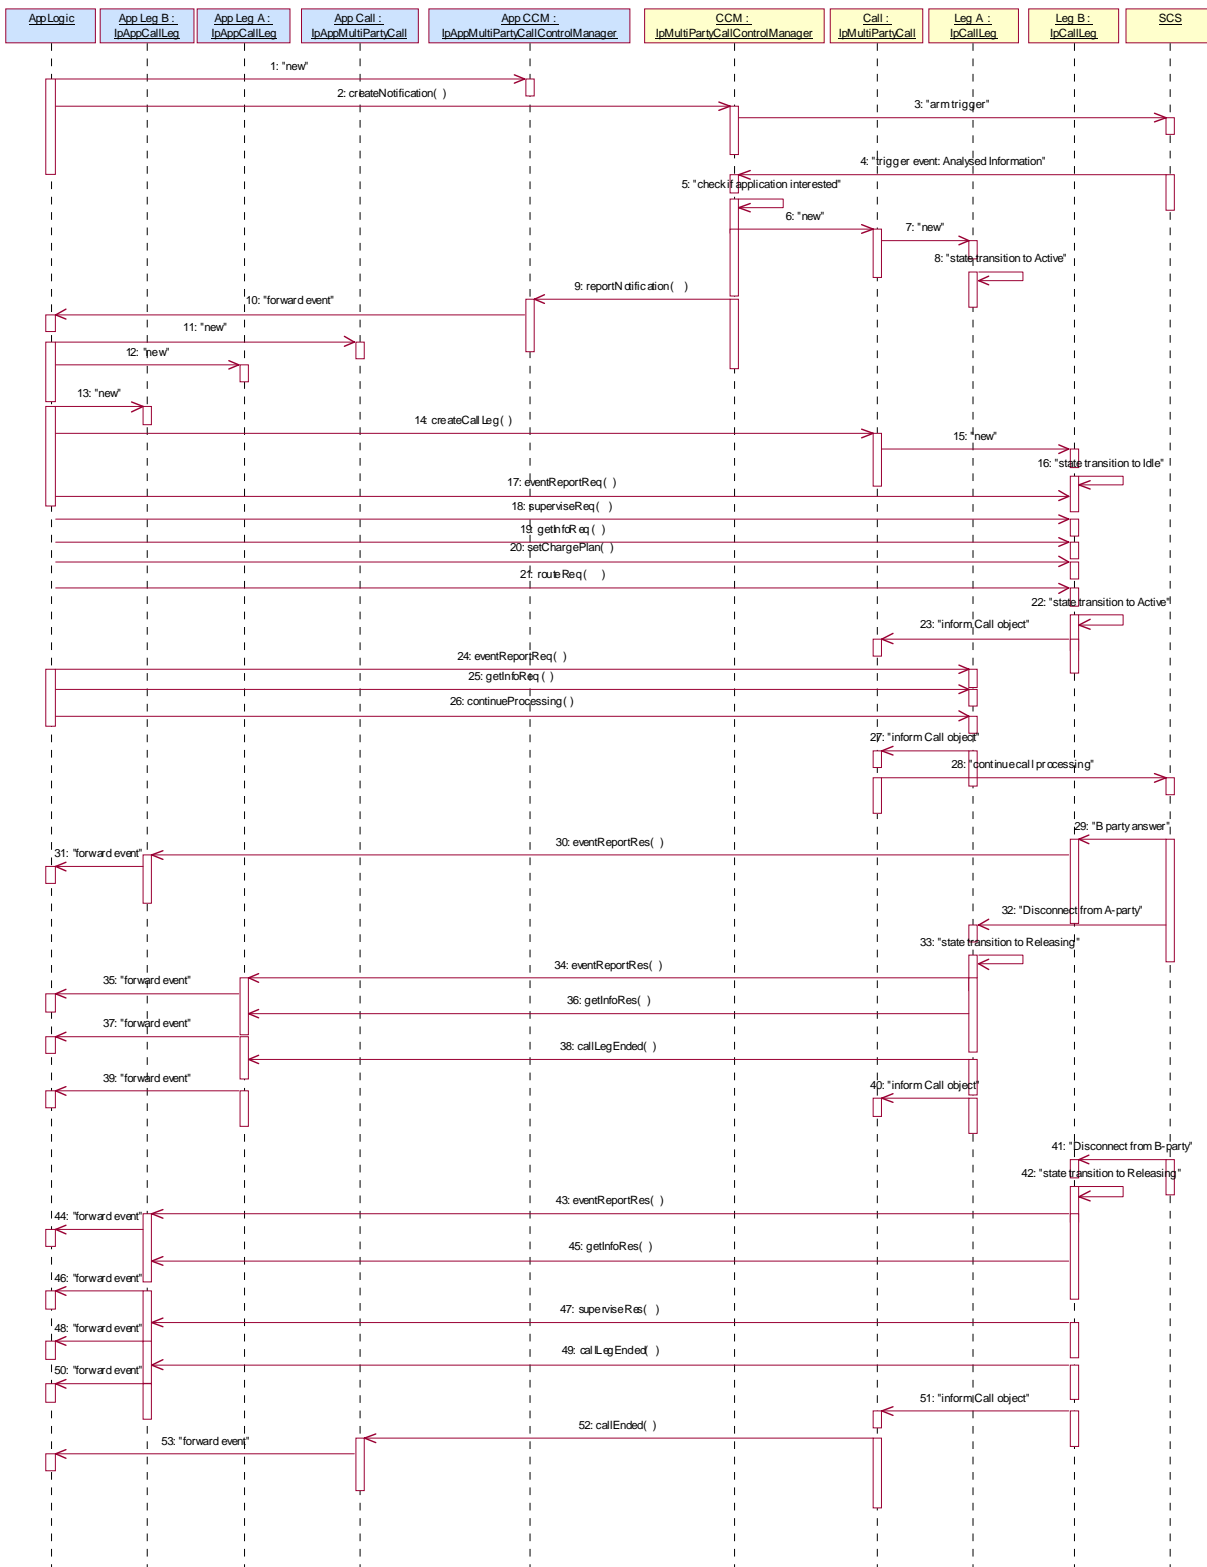 AppLogic
App Leg B :
IpAppCallLeg
App Leg A :
IpAppCallLeg
App Call :
IpAppMultiPartyCall
App CCM :
IpAppMultiPartyCallControlManager
CCM :
IpMultiPartyCallControlManager
Call :
IpMultiPartyCall
Leg A :
IpCallLeg
Leg B :
IpCallLeg
SCS
1: "new"
2: createNotification( )
3: "arm trigger"
4: "trigger event: Analysed Information"
5: "check if application interested"
6: "new"
7: "new"
8: "state transition to Active"
9: reportNotification( )
10: "forward event"
11: "new"
12: "new"
13: "new"
14: createCallLeg( )
15: "new"
16: "state transition to Idle"
17: eventReportReq( )
18: superviseReq( )
19: getInfoReq( )
20: setChargePlan( )
21: routeReq( )
22: "state transition to Active"
23: "inform Call object"
24: eventReportReq( )
25: getInfoReq( )
26: continueProcessing( )
27: "inform Call object"
28: "continue call processing"
29: "B party answer"
30: eventReportRes( )
31: "forward event"
32: "Disconnect from A-party"
33: "state transition to Releasing"
34: eventReportRes( )
35: "forward event"
36: getInfoRes( )
37: "forward event"
38: callLegEnded( )
39: "forward event"
40: "inform Call object"
41: "Disconnect from B-party"
42: "state transition to Releasing"
43: eventReportRes( )
44: "forward event"
45: getInfoRes( )
46: "forward event"
47: superviseRes( )
48: "forward event"
49: callLegEnded( )
50: "forward event"
51: "inform Call object"
52: callEnded( )
53: "forward event"